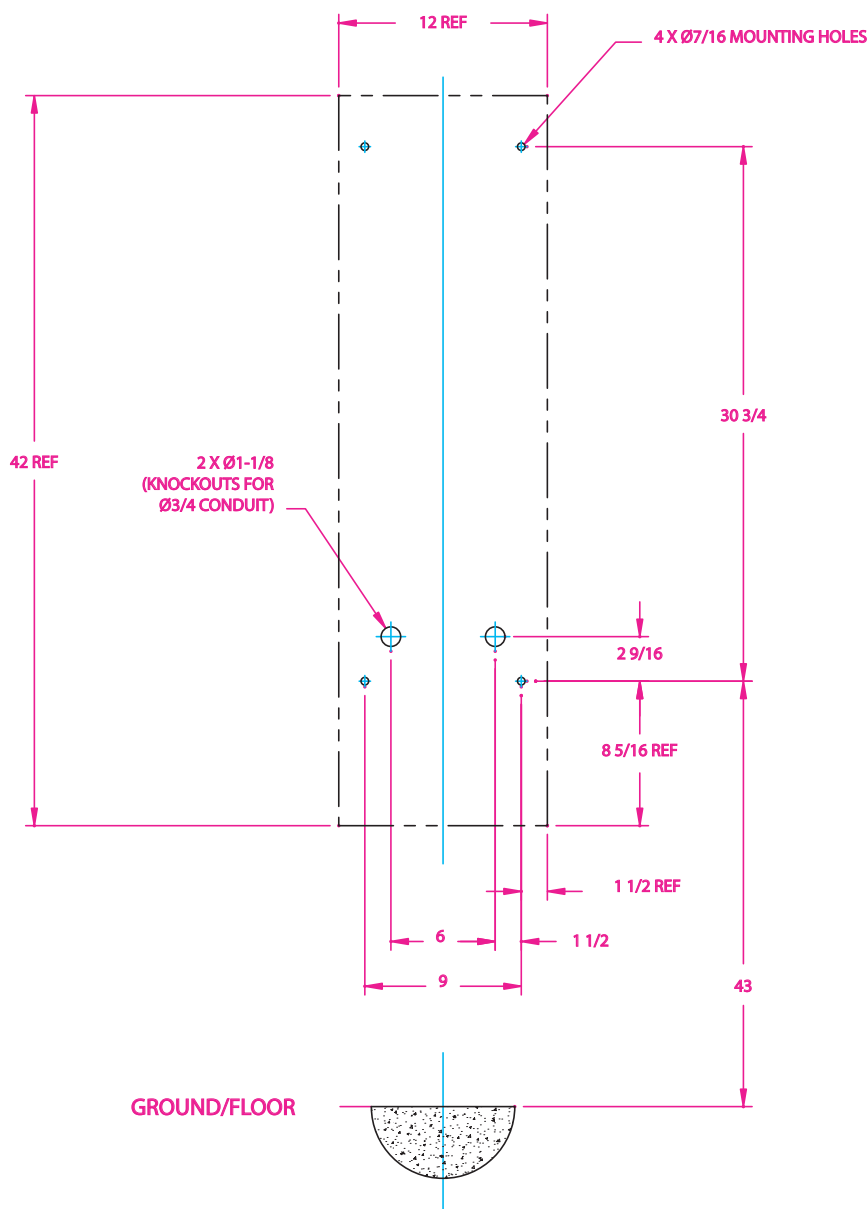 12 REF
4 X Ø7/16 MOUNTING HOLES
30 3/4
42 REF
2 X Ø1-1/8
(KNOCKOUTS FOR
Ø3/4 CONDUIT)
2 9/16
8 5/16 REF
1 1/2 REF
6
1 1/2
9
43
GROUND/FLOOR